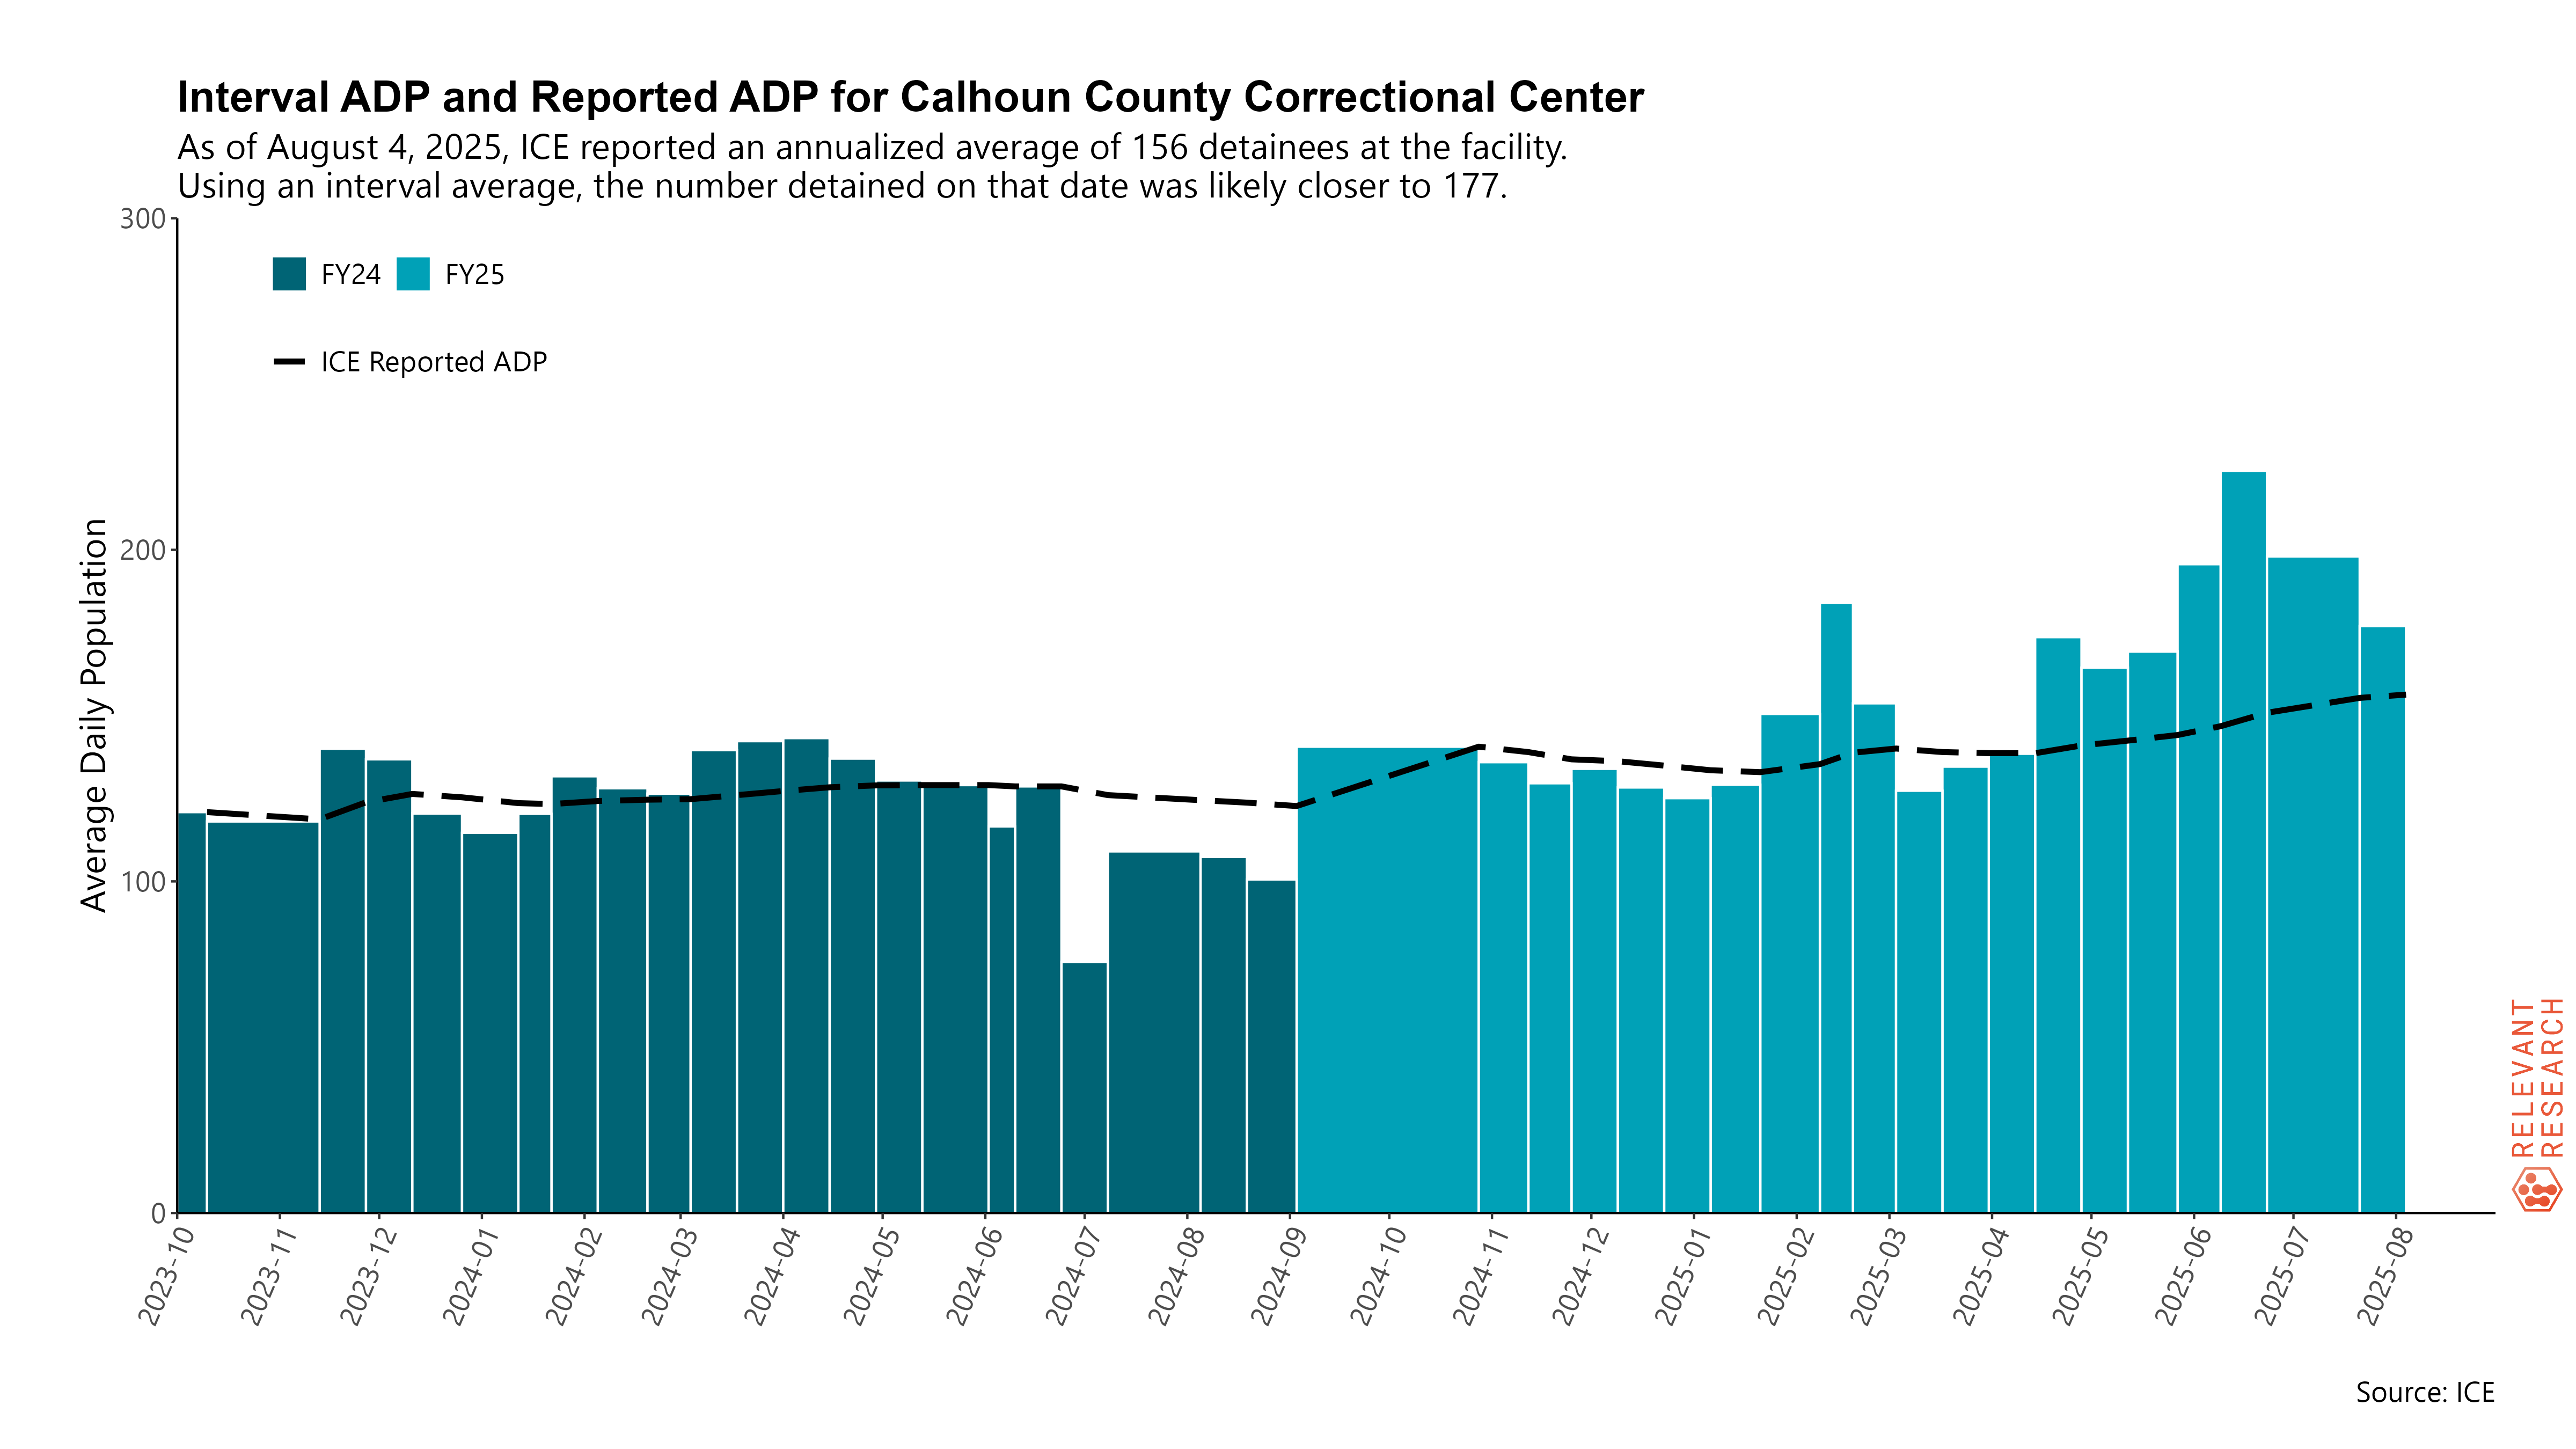 Interval ADP and Reported ADP for Calhoun County Correctional Center
As of August 4, 2025, ICE reported an annualized average of 156 detainees at the facility.
Using an interval average, the number detained on that date was likely closer to 177.
300
200
100
0
Average Daily Population
FY24 FY25
ICE Reported ADP
2023-10 2023-11 2023-12 2024-01 2024-02 2024-03 2024-04 2024-05 2024-06 2024-07 2024-08 2024-09 2024-10 2024-11 2024-12 2025-01 2025-02 2025-03 2025-04 2025-05 2025-06 2025-07 2025-08
RELEVANT
RESEARCH
Source: ICE